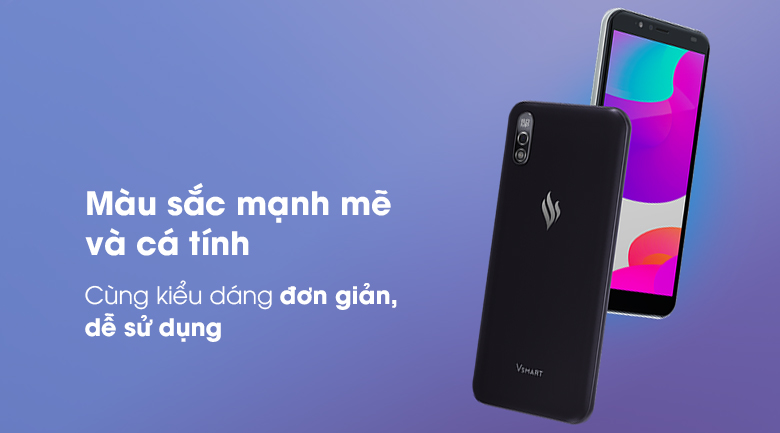 Màu sắc mạnh mẽ
và cá tính
Cùng kiểu dáng đơn giản,
dễ sử dụng
VSMART